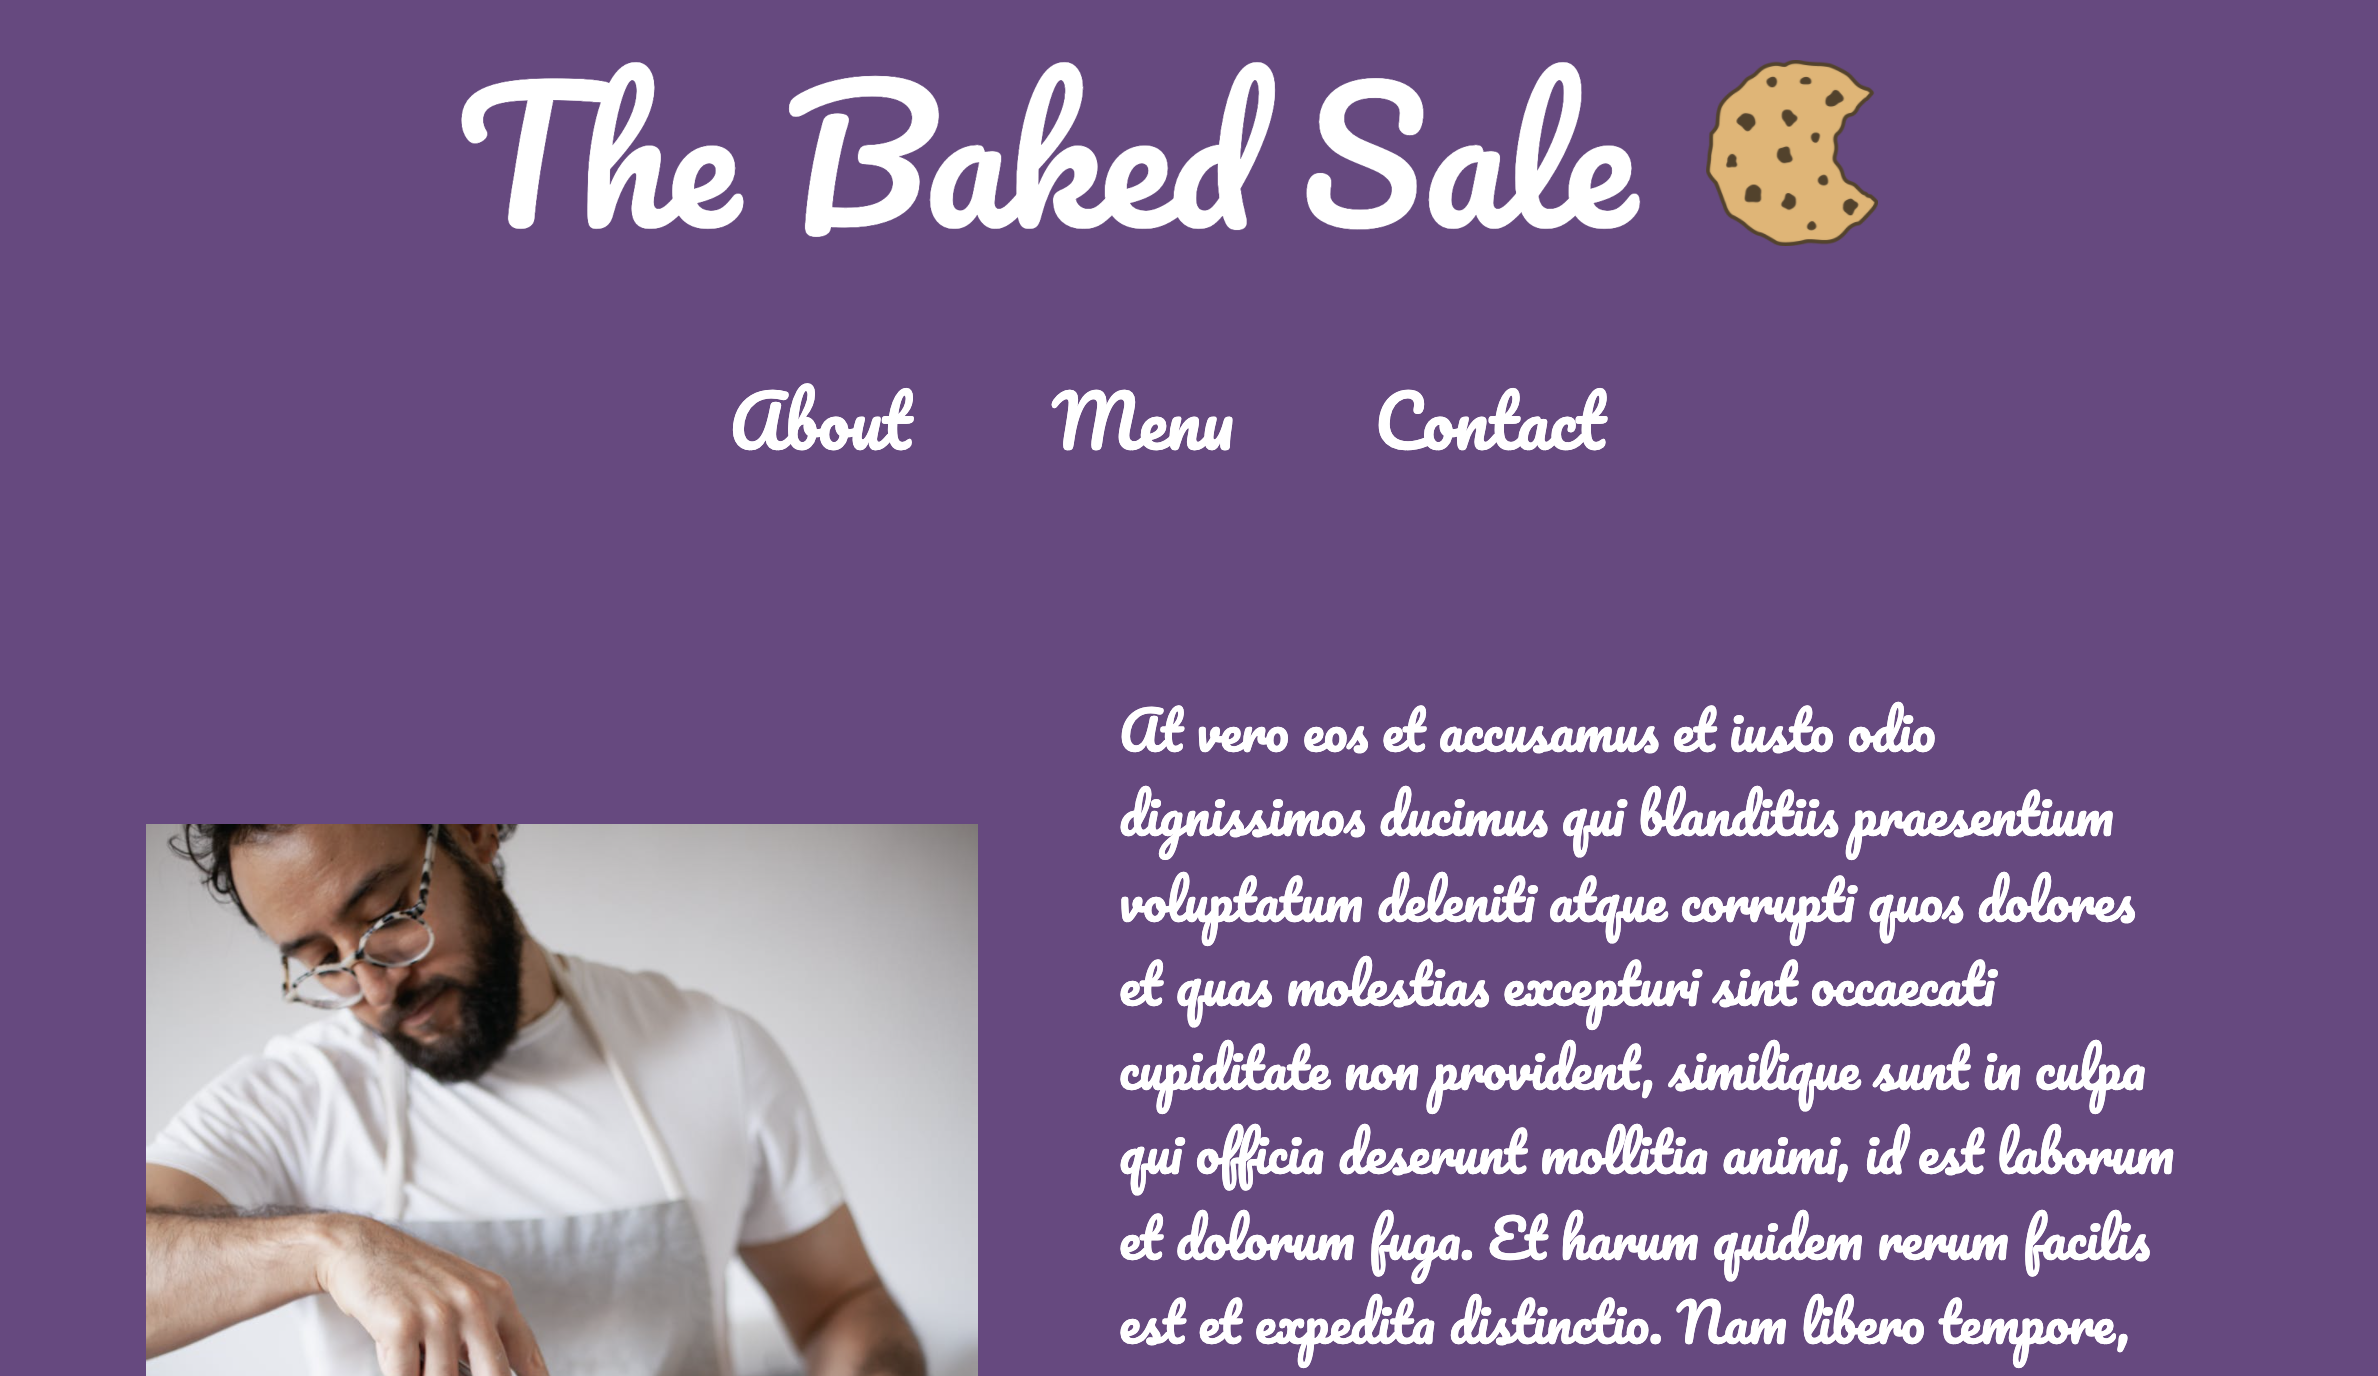 The Baked Sale
About Menu Contact
At vero eos et accusamus et iusto odio
dignissimos ducimus qui blanditiis praesentium
voluptatum deleniti atque corrupti quos dolores
et quas molestias excepturi sint occaecati
cupiditate non provident, similique sunt in culpa
qui officia deserunt mollitia animi, id est laborum
et dolorum fuga. Et harum quidem rerum facilis
est et expedita distinctio. Nam libero tempore,